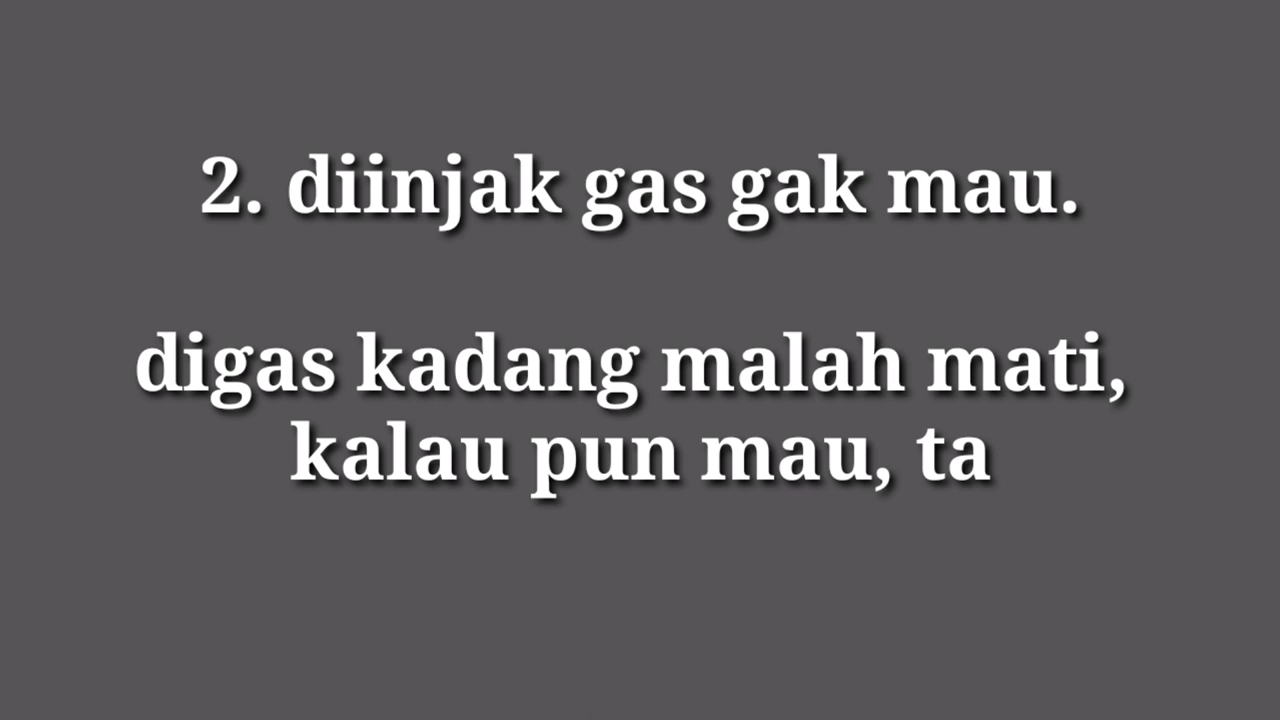 2. diinjak gas gak mau.
digas kadang malah mati,
kalau pun mau, ta